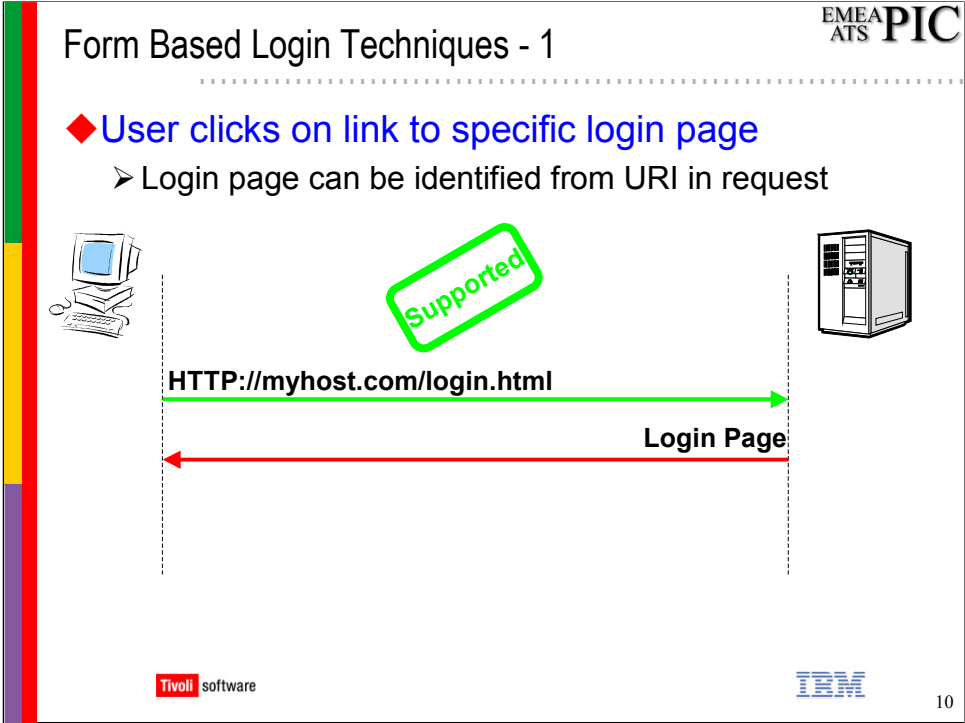 EMEA
ATS PIC
Form Based Login Techniques - 1
User clicks on link to specific login page
Login page can be identified from URI in request
Supported
HTTP://myhost.com/login.html
Login Page
Tivoli software
IBM
10